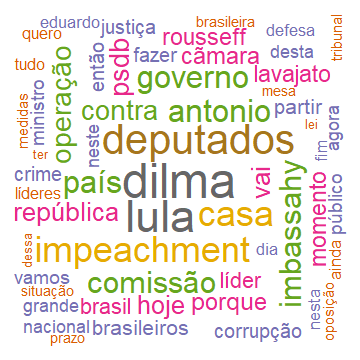 eduardo
justiça
brasileira
defesa
tribunal
quero
rousseff
desta
tudo
então
psdb
fazer
cãmara
lavajato
operação
governo
mesa
medidas
ministro
contra
antonio
partir
lei
agora
neste
deputados
fim
ter
crime
país
dilma
vai
imbassahy
momento
público
líderes
república
lula
casa
ainda
dessa
impeachment
dia
oposição
vamos
comissão
líder
nesta
situação
grande
brasil
hoje
porque
nacional
brasileiros
corrupção
prazo